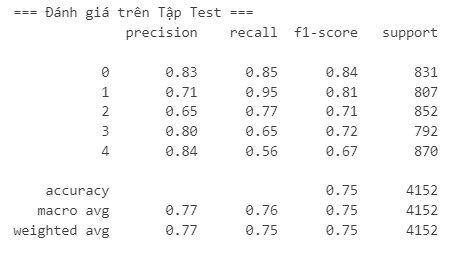 === Đánh giá trên Tập Test ===
precision recall f1-score support
0 0.83 0.85 0.84 831
1 0.71 0.95 0.81 807
2 0.65 0.77 0.71 852
3 0.80 0.65 0.72 792
4 0.84 0.56 0.67 870
accuracy 0.75 4152
macro avg 0.77 0.76 0.75 4152
weighted avg 0.77 0.75 0.75 4152